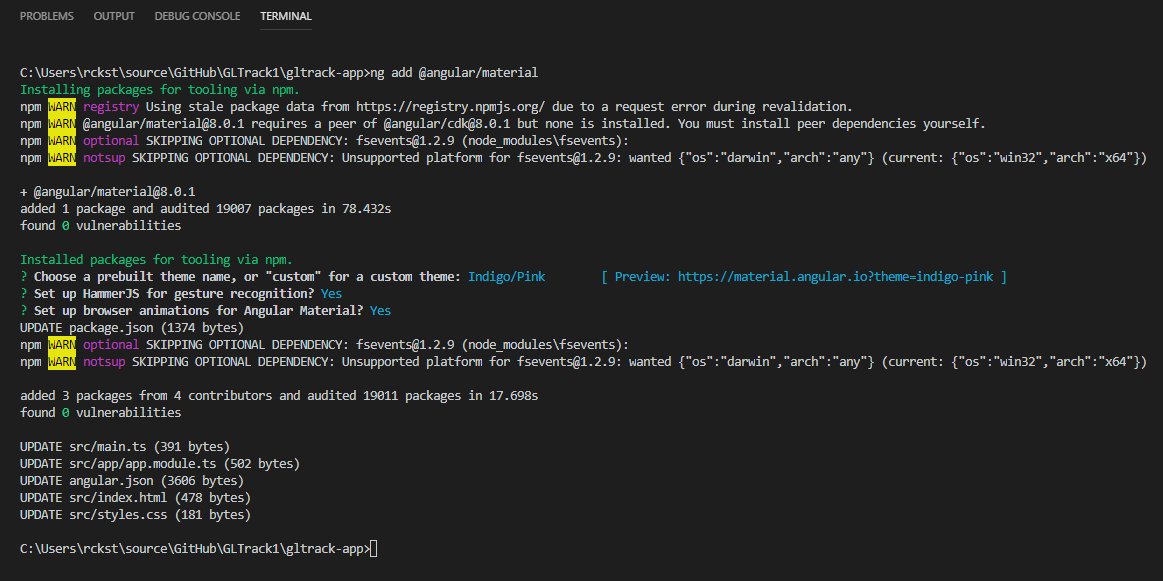 PROBLEMS OUTPUT DEBUG CONSOLE TERMINAL
C:\Users\rckst\source\GitHub\GLTrack1\gltrack-app>ng add @angular/material
Installing packages for tooling via npm.
npm WARN registry Using stale package data from https://registry.npmjs.org/ due to a request error during revalidation.
npm WARN @angular/material@8.0.1 requires a peer of @angular/cdk@8.0.1 but none is installed. You must install peer dependencies yourself.
npm WARN optional SKIPPING OPTIONAL DEPENDENCY: fsevents@1.2.9 (node_modules\fsevents):
npm WARN notsup SKIPPING OPTIONAL DEPENDENCY: Unsupported platform for fsevents@1.2.9: wanted {"os":"darwin","arch":"any"} (current: {"os":"win32","arch":"x64"})
+ @angular/material@8.0.1
added 1 package and audited 19007 packages in 78.432s
found 0 vulnerabilities
Installed packages for tooling via npm.
? Choose a prebuilt theme name, or "custom" for a custom theme: Indigo/Pink [ Preview: https://material.angular.io?theme=indigo-pink ]
? Set up HammerJS for gesture recognition? Yes
? Set up browser animations for Angular Material? Yes
UPDATE package.json (1374 bytes)
npm WARN optional SKIPPING OPTIONAL DEPENDENCY: fsevents@1.2.9 (node_modules\fsevents):
npm WARN notsup SKIPPING OPTIONAL DEPENDENCY: Unsupported platform for fsevents@1.2.9: wanted {"os":"darwin","arch":"any"} (current: {"os":"win32","arch":"x64"})
added 3 packages from 4 contributors and audited 19011 packages in 17.698s
found 0 vulnerabilities
UPDATE src/main.ts (391 bytes)
UPDATE src/app/app.module.ts (502 bytes)
UPDATE angular.json (3606 bytes)
UPDATE src/index.html (478 bytes)
UPDATE src/styles.css (181 bytes)
C:\Users\rckst\source\GitHub\GLTrack1\gltrack-app>